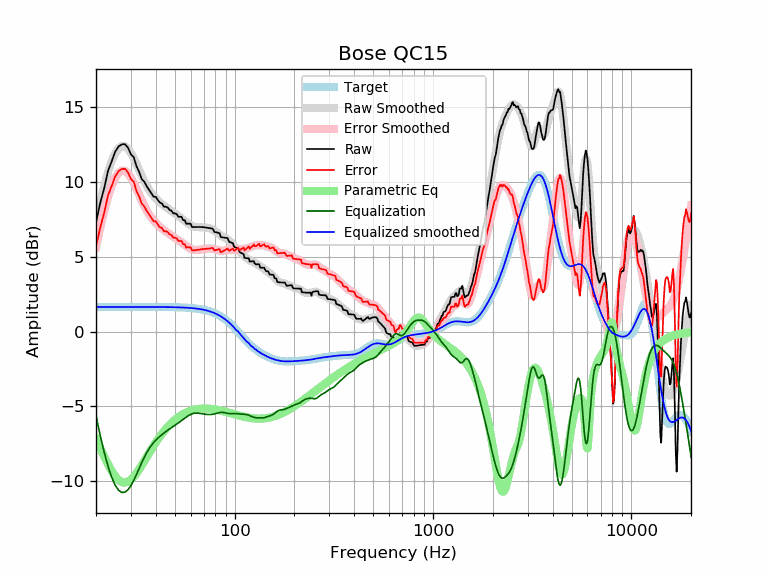 Bose QC15
Target
Raw Smoothed
Error Smoothed
Raw
Error
Parametric Eq
Equalization
Equalized smoothed
15
10
5
0
−5
−10
Amplitude (dBr)
100
1000
10000
Frequency (Hz)